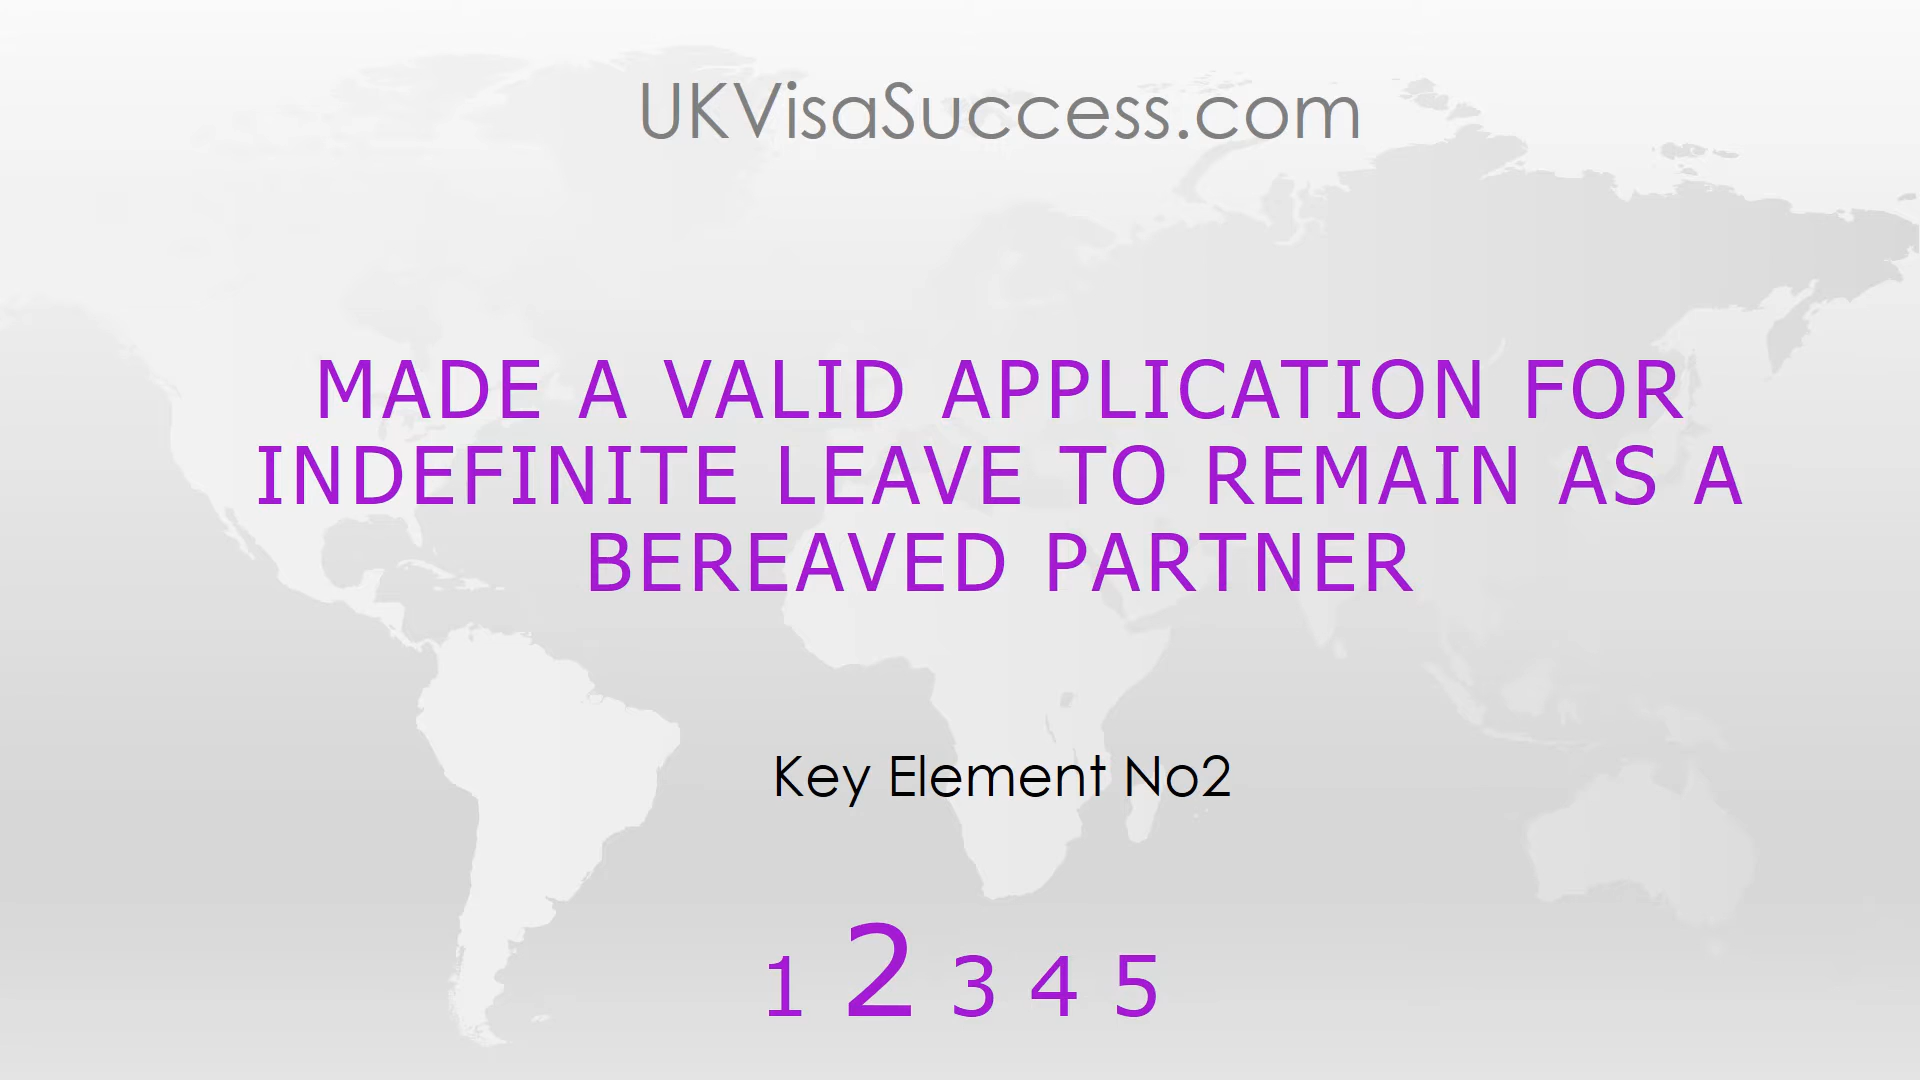 UKVisaSuccess.com
MADE A VALID APPLICATION FOR
INDEFINITE LEAVE TO REMAIN AS A
BEREAVED PARTNER
Key Element No2
1 2 3 4 5